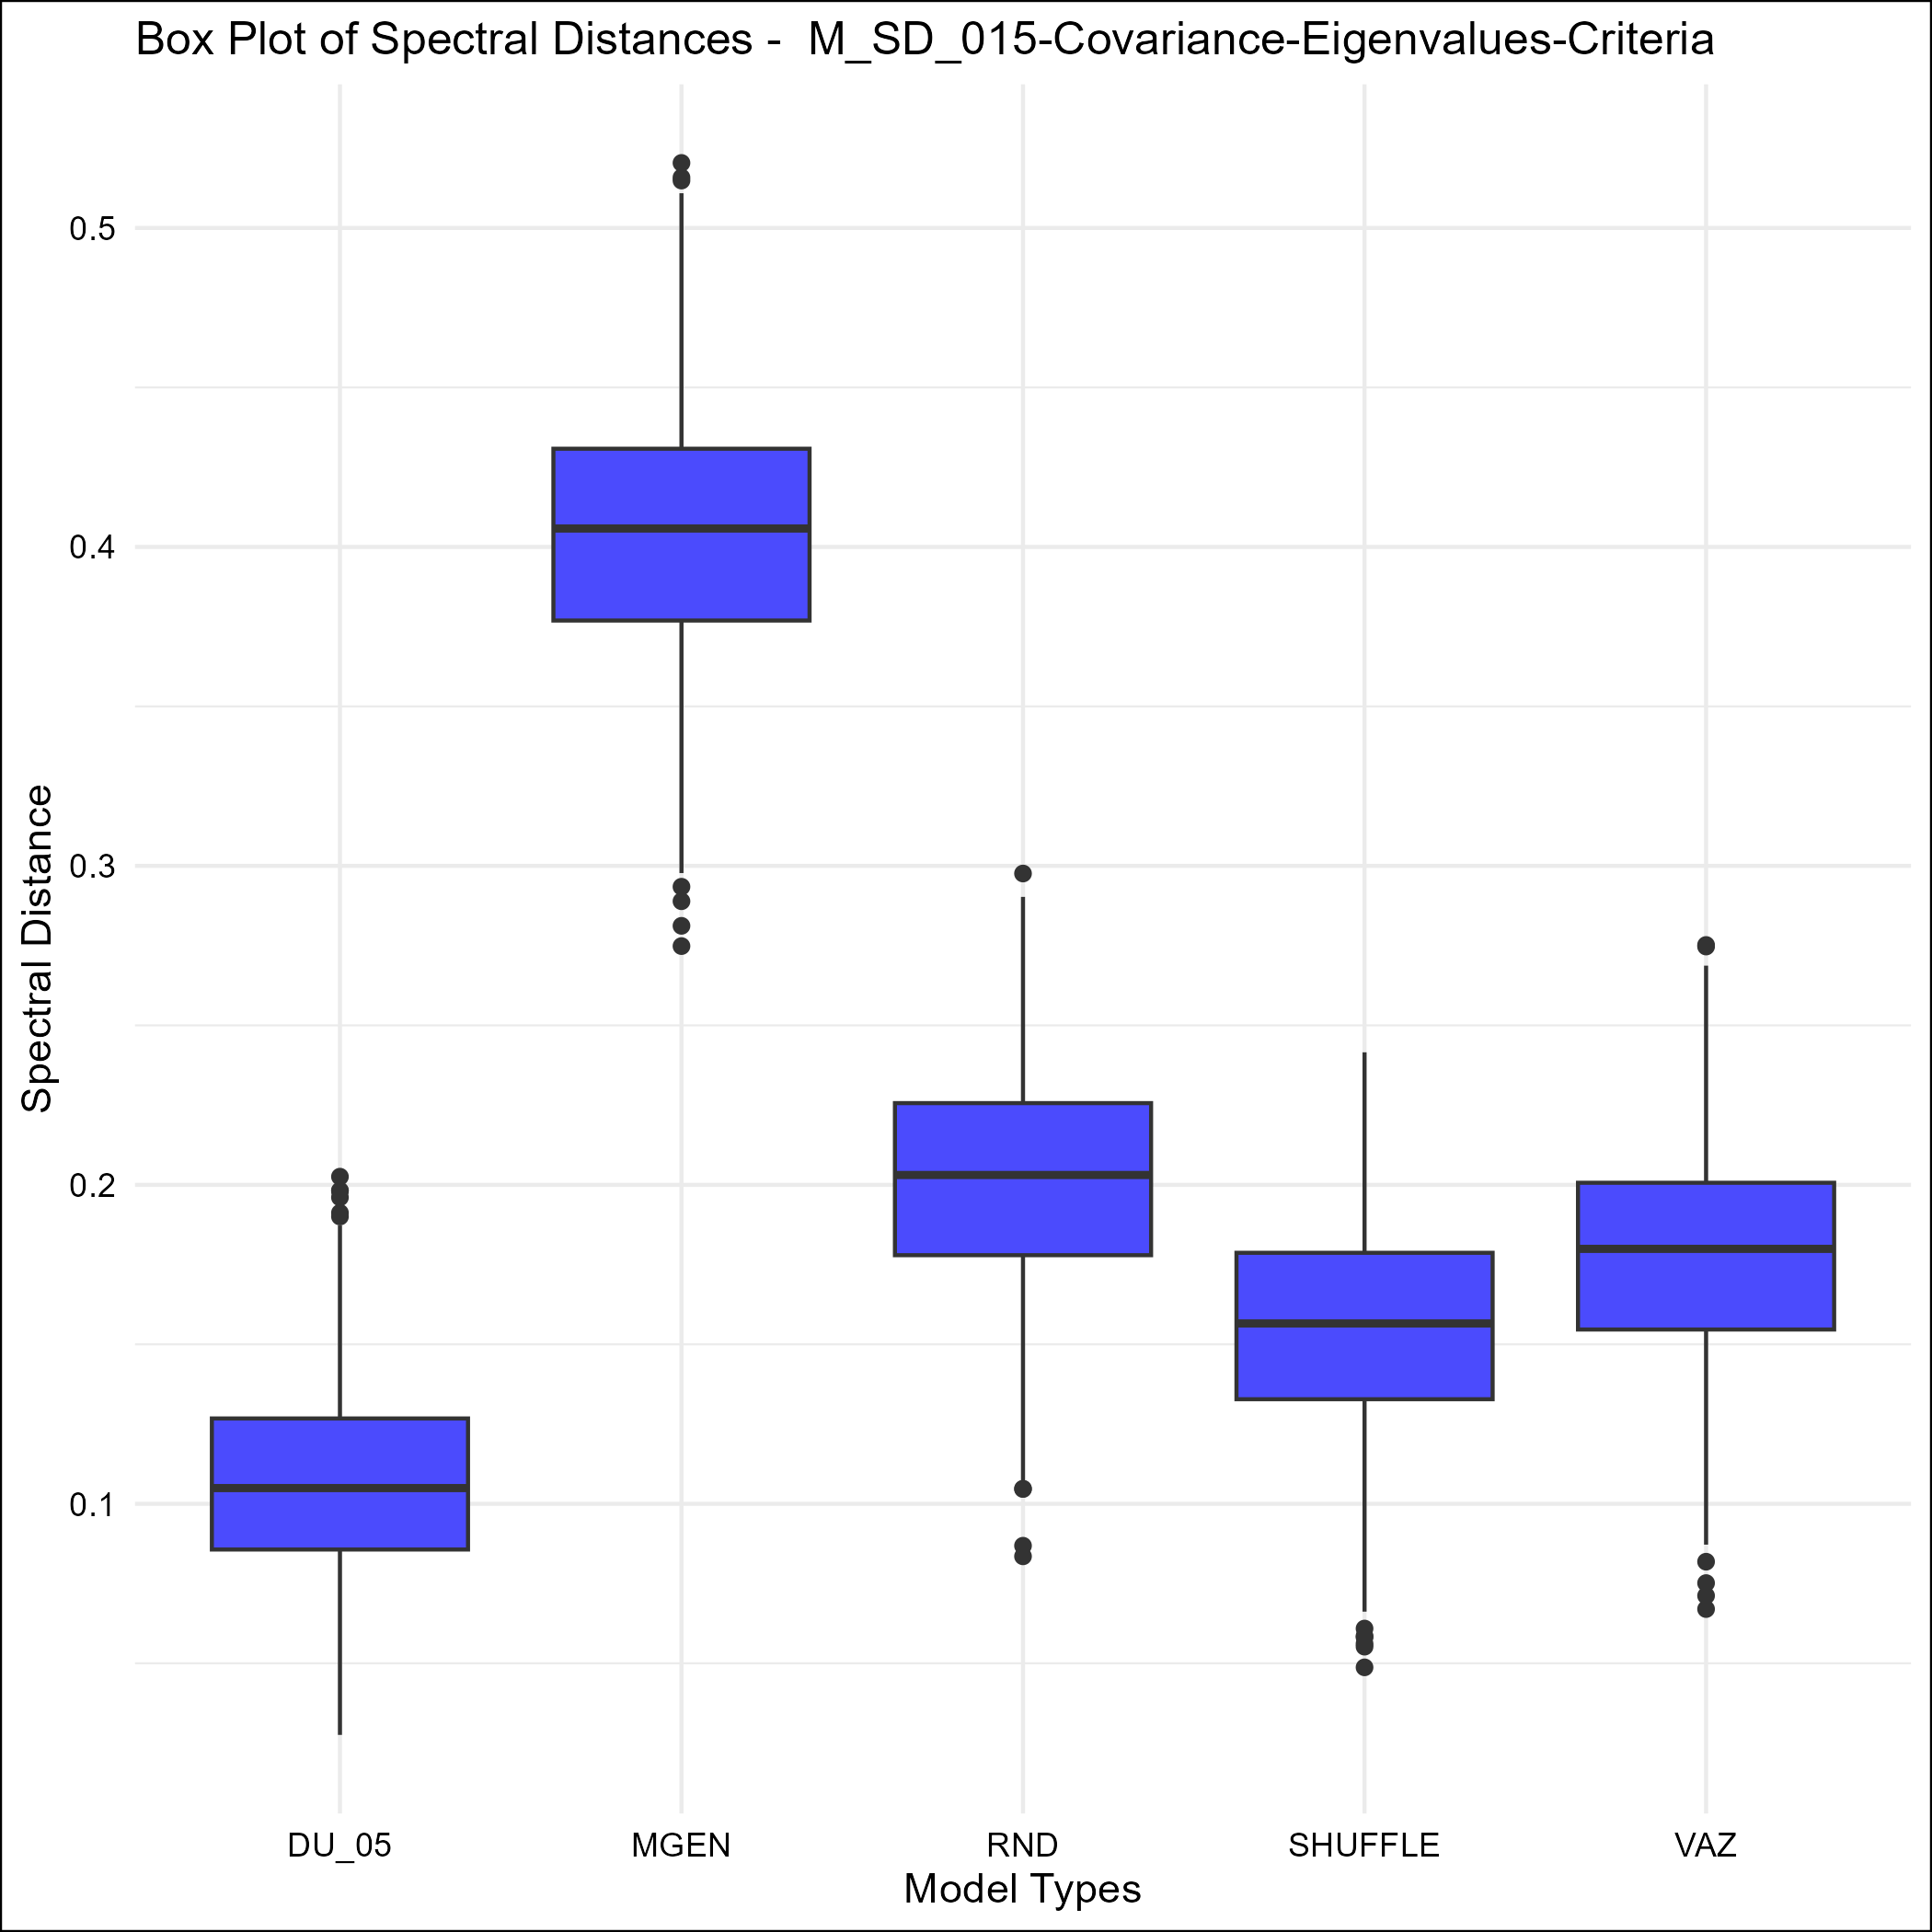 Box Plot of Spectral Distances -  M_SD_015-Covariance-Eigenvalues-Criteria
Spectral Distance
0.5
0.4
0.3
0.2
0.1
DU_05 MGEN RND SHUFFLE VAZ
Model Types